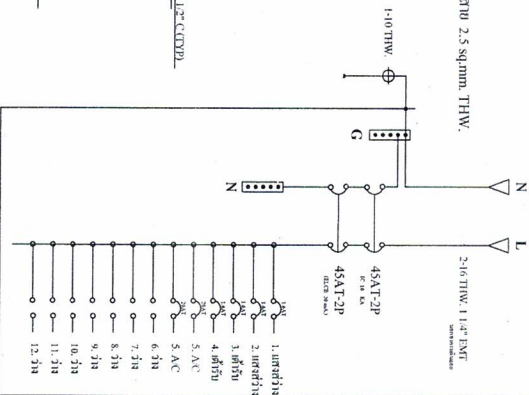 สาย 2.5 sq.mm. THW.
1-10 THW.
1/2" C (TYP)
N
L
G
N
2-16 THW. 1 1/4" EMT
45AT-2P
IC 10 KA
45AT-2P
(ELCB 30 mA.)
16AT
1. แสงสว่าง
16AT
2. แสงสว่าง
16AT
3. เต้ารับ
16AT
4. เต้ารับ
20AT
5. A/C
20AT
5. A/C
6. ว่าง
7. ว่าง
8. ว่าง
9. ว่าง
10. ว่าง
11. ว่าง
12. ว่าง